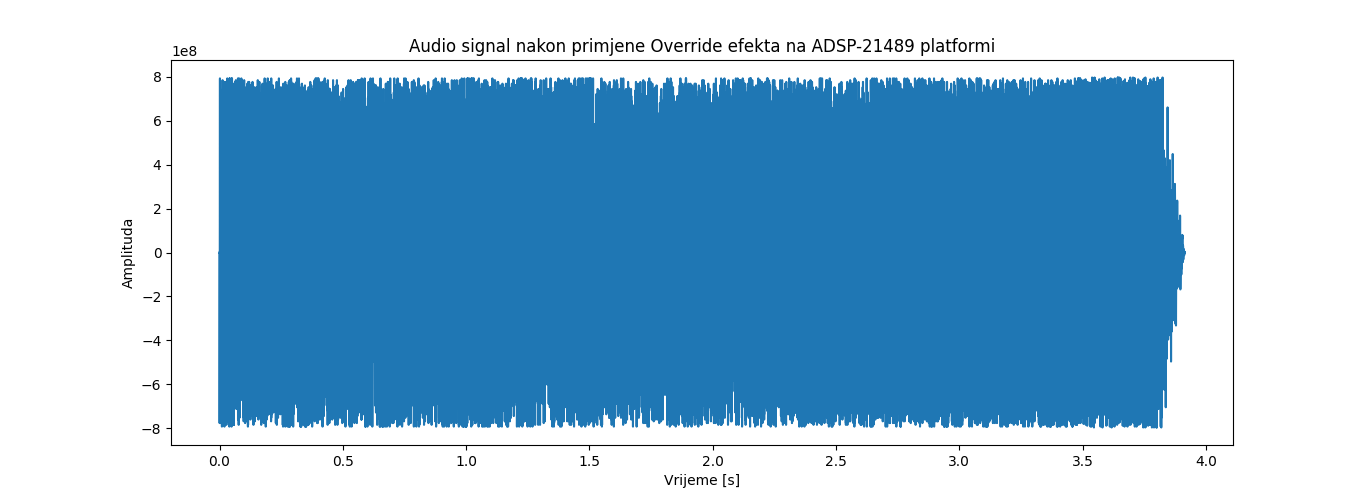 Audio signal nakon primjene Override efekta na ADSP-21489 platformi
1e8
8
6
4
2
0
−2
−4
−6
−8
Amplituda
0.0 0.5 1.0 1.5 2.0 2.5 3.0 3.5 4.0
Vrijeme [s]